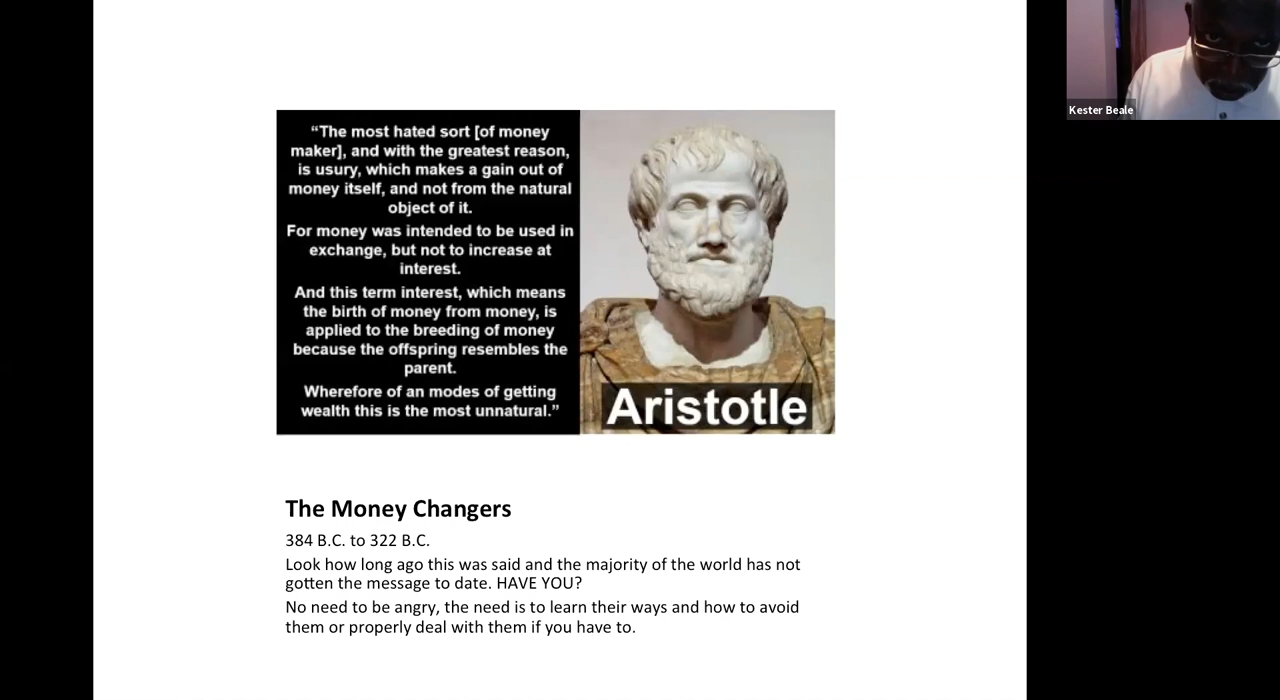 “The most hated sort [of money
maker], and with the greatest reason,
is usury, which makes a gain out of
money itself, and not from the natural
object of it.
For money was intended to be used in
exchange, but not to increase at
interest.
And this term interest, which means
the birth of money from money, is
applied to the breeding of money
because the offspring resembles the
parent.
Wherefore of an modes of getting
wealth this is the most unnatural.”
Aristotle
Kester Beale
The Money Changers
384 B.C. to 322 B.C.
Look how long ago this was said and the majority of the world has not
gotten the message to date. HAVE YOU?
No need to be angry, the need is to learn their ways and how to avoid
them or properly deal with them if you have to.